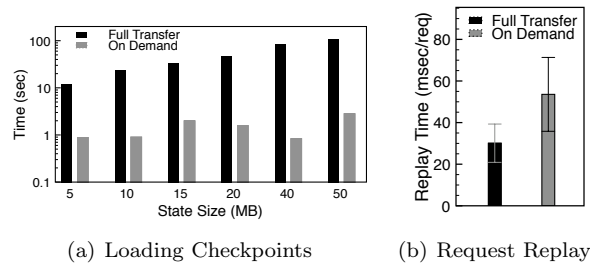 Full Transfer
On Demand
100
10
1
0.1
Time (sec)
5 10 15 20 40 50
State Size (MB)
(a) Loading Checkpoints
Full Transfer
On Demand
80
60
40
20
0
Replay Time (msec/req)
(b) Request Replay